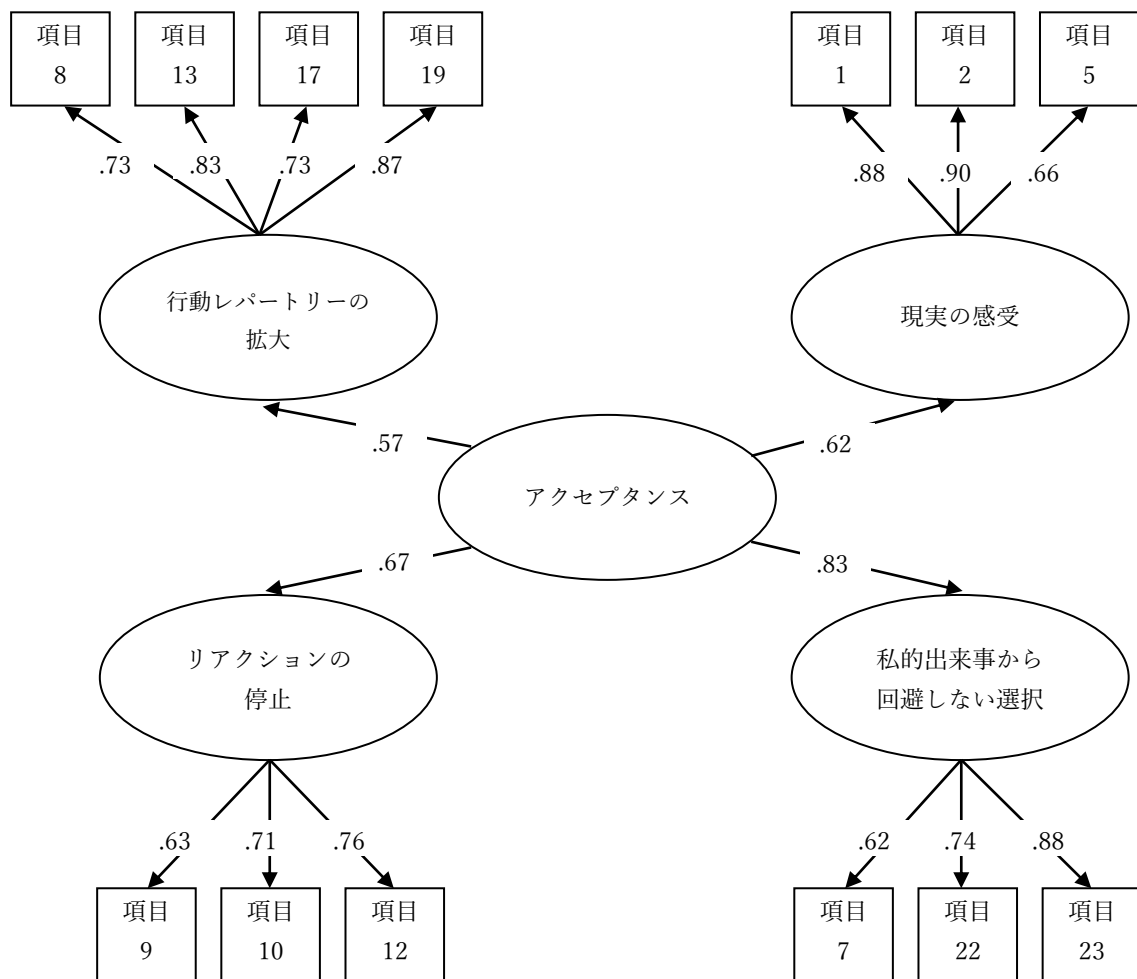 項目
8
項目
13
項目
17
項目
19
項目
1
項目
2
項目
5
.73
.83
.73
.87
.88
.90
.66
行動レパートリーの
拡大
現実の感受
.57
.62
アクセプタンス
.67
.83
リアクションの
停止
私的出来事から
回避しない選択
.63
.71
.76
.62
.74
.88
項目
9
項目
10
項目
12
項目
7
項目
22
項目
23